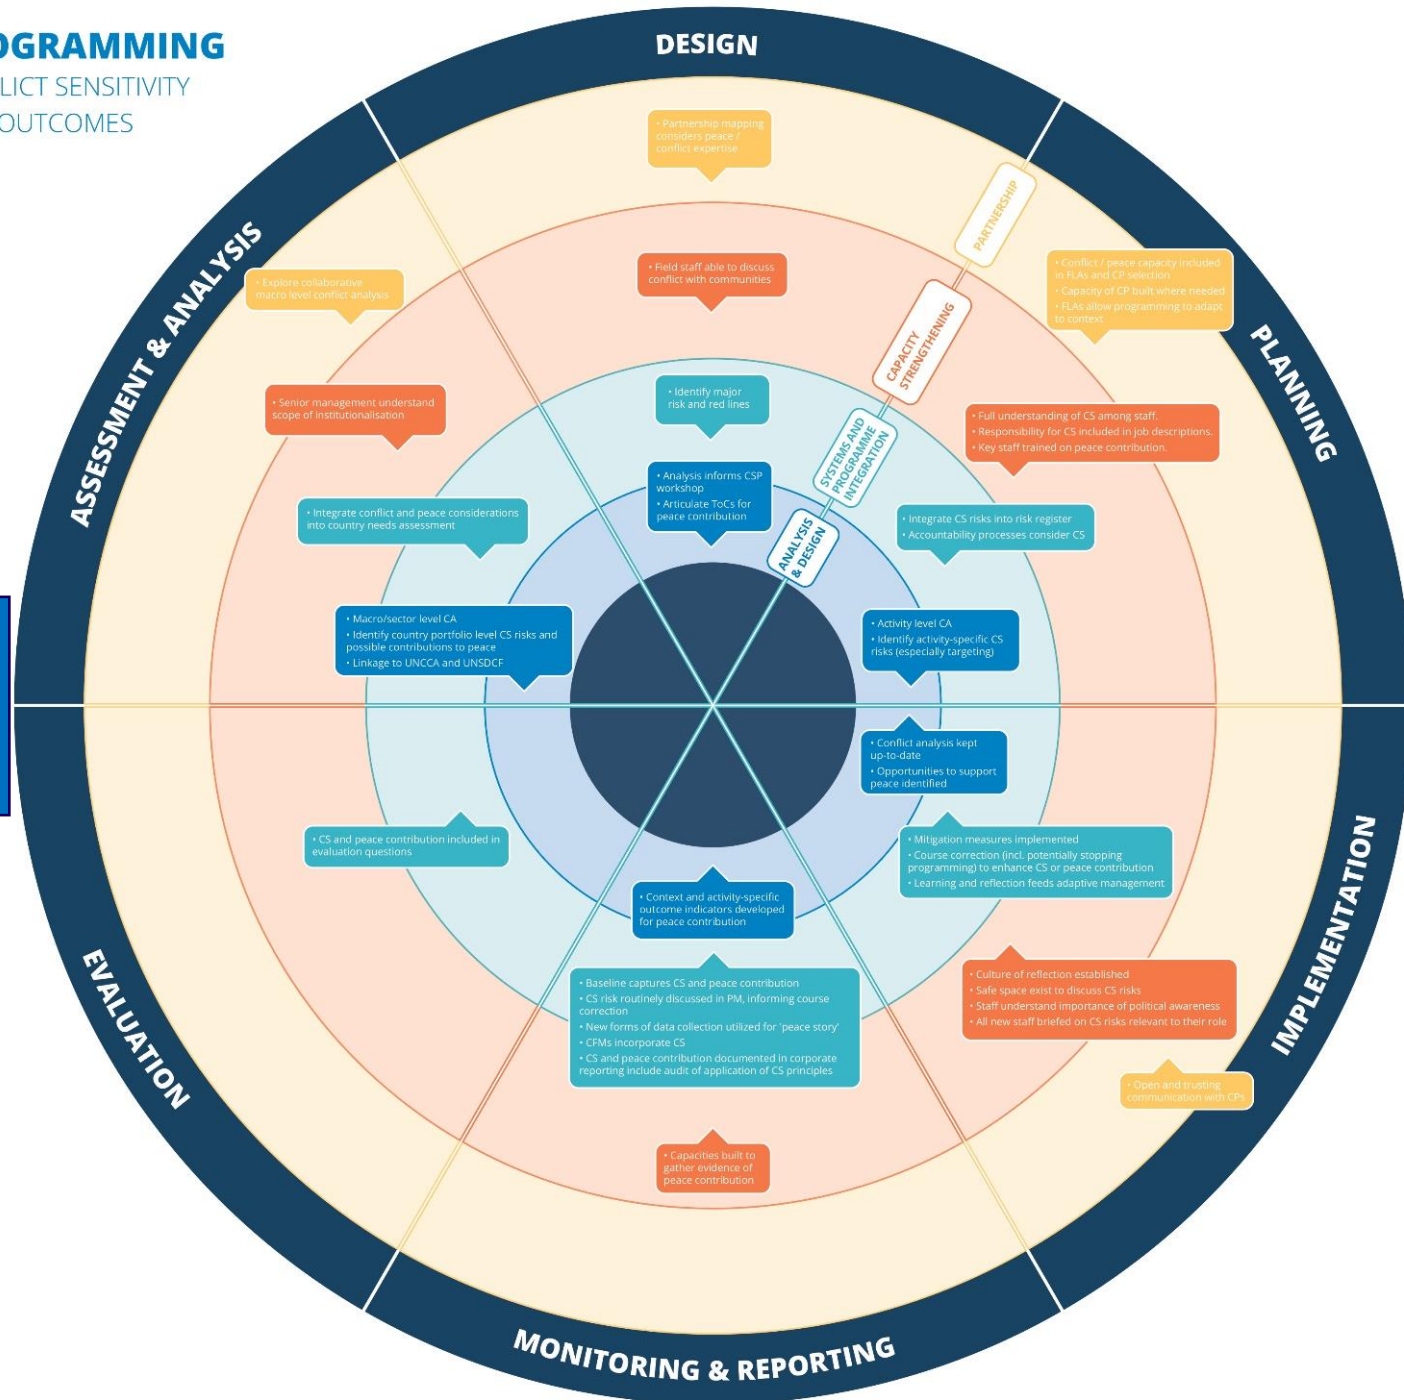 OGRAMMING
LICT SENSITIVITY
OUTCOMES
DESIGN
• Partnership mapping
considers peace /
conflict expertise
PARTNERSHIP
• Field staff able to discuss
conflict with communities
CAPACITY
STRENGTHENING
• Identify major
risk and red lines
SYSTEMS AND
PROGRAMME
INTEGRATION
• Analysis informs CSP
workshop
• Articulate ToCs for
peace contribution
ANALYSIS
& DESIGN
PLANNING
• Conflict / peace capacity included
in FLAs and CP selection
• Capacity of CP built where needed
• FLAs allow programming to adapt
to context
• Full understanding of CS among staff.
• Responsibility for CS included in job descriptions.
• Key staff trained on peace contribution.
• Integrate CS risks into risk register
• Accountability processes consider CS
• Activity level CA
• Identify activity-specific CS
risks (especially targeting)
IMPLEMENTATION
• Conflict analysis kept
up-to-date
• Opportunities to support
peace identified
• Mitigation measures implemented
• Course correction (incl. potentially stopping
programming) to enhance CS or peace contribution
• Learning and reflection feeds adaptive management
• Culture of reflection established
• Safe space exist to discuss CS risks
• Staff understand importance of political awareness
• All new staff briefed on CS risks relevant to their role
• Open and trusting
communication with CPs
MONITORING & REPORTING
• Context and activity-specific
outcome indicators developed
for peace contribution
• Baseline captures CS and peace contribution
• CS risk routinely discussed in PM, informing course
correction
• New forms of data collection utilized for 'peace story'
• CFMs incorporate CS
• CS and peace contribution documented in corporate
reporting include audit of application of CS principles
• Capacities built to
gather evidence of
peace contribution
EVALUATION
• CS and peace contribution included in
evaluation questions
ASSESSMENT & ANALYSIS
• Explore collaborative
macro level conflict analysis
• Senior management understand
scope of institutionalisation
• Integrate conflict and peace considerations
into country needs assessment
• Macro/sector level CA
• Identify country portfolio level CS risks and
possible contributions to peace
• Linkage to UNCCA and UNSDCF